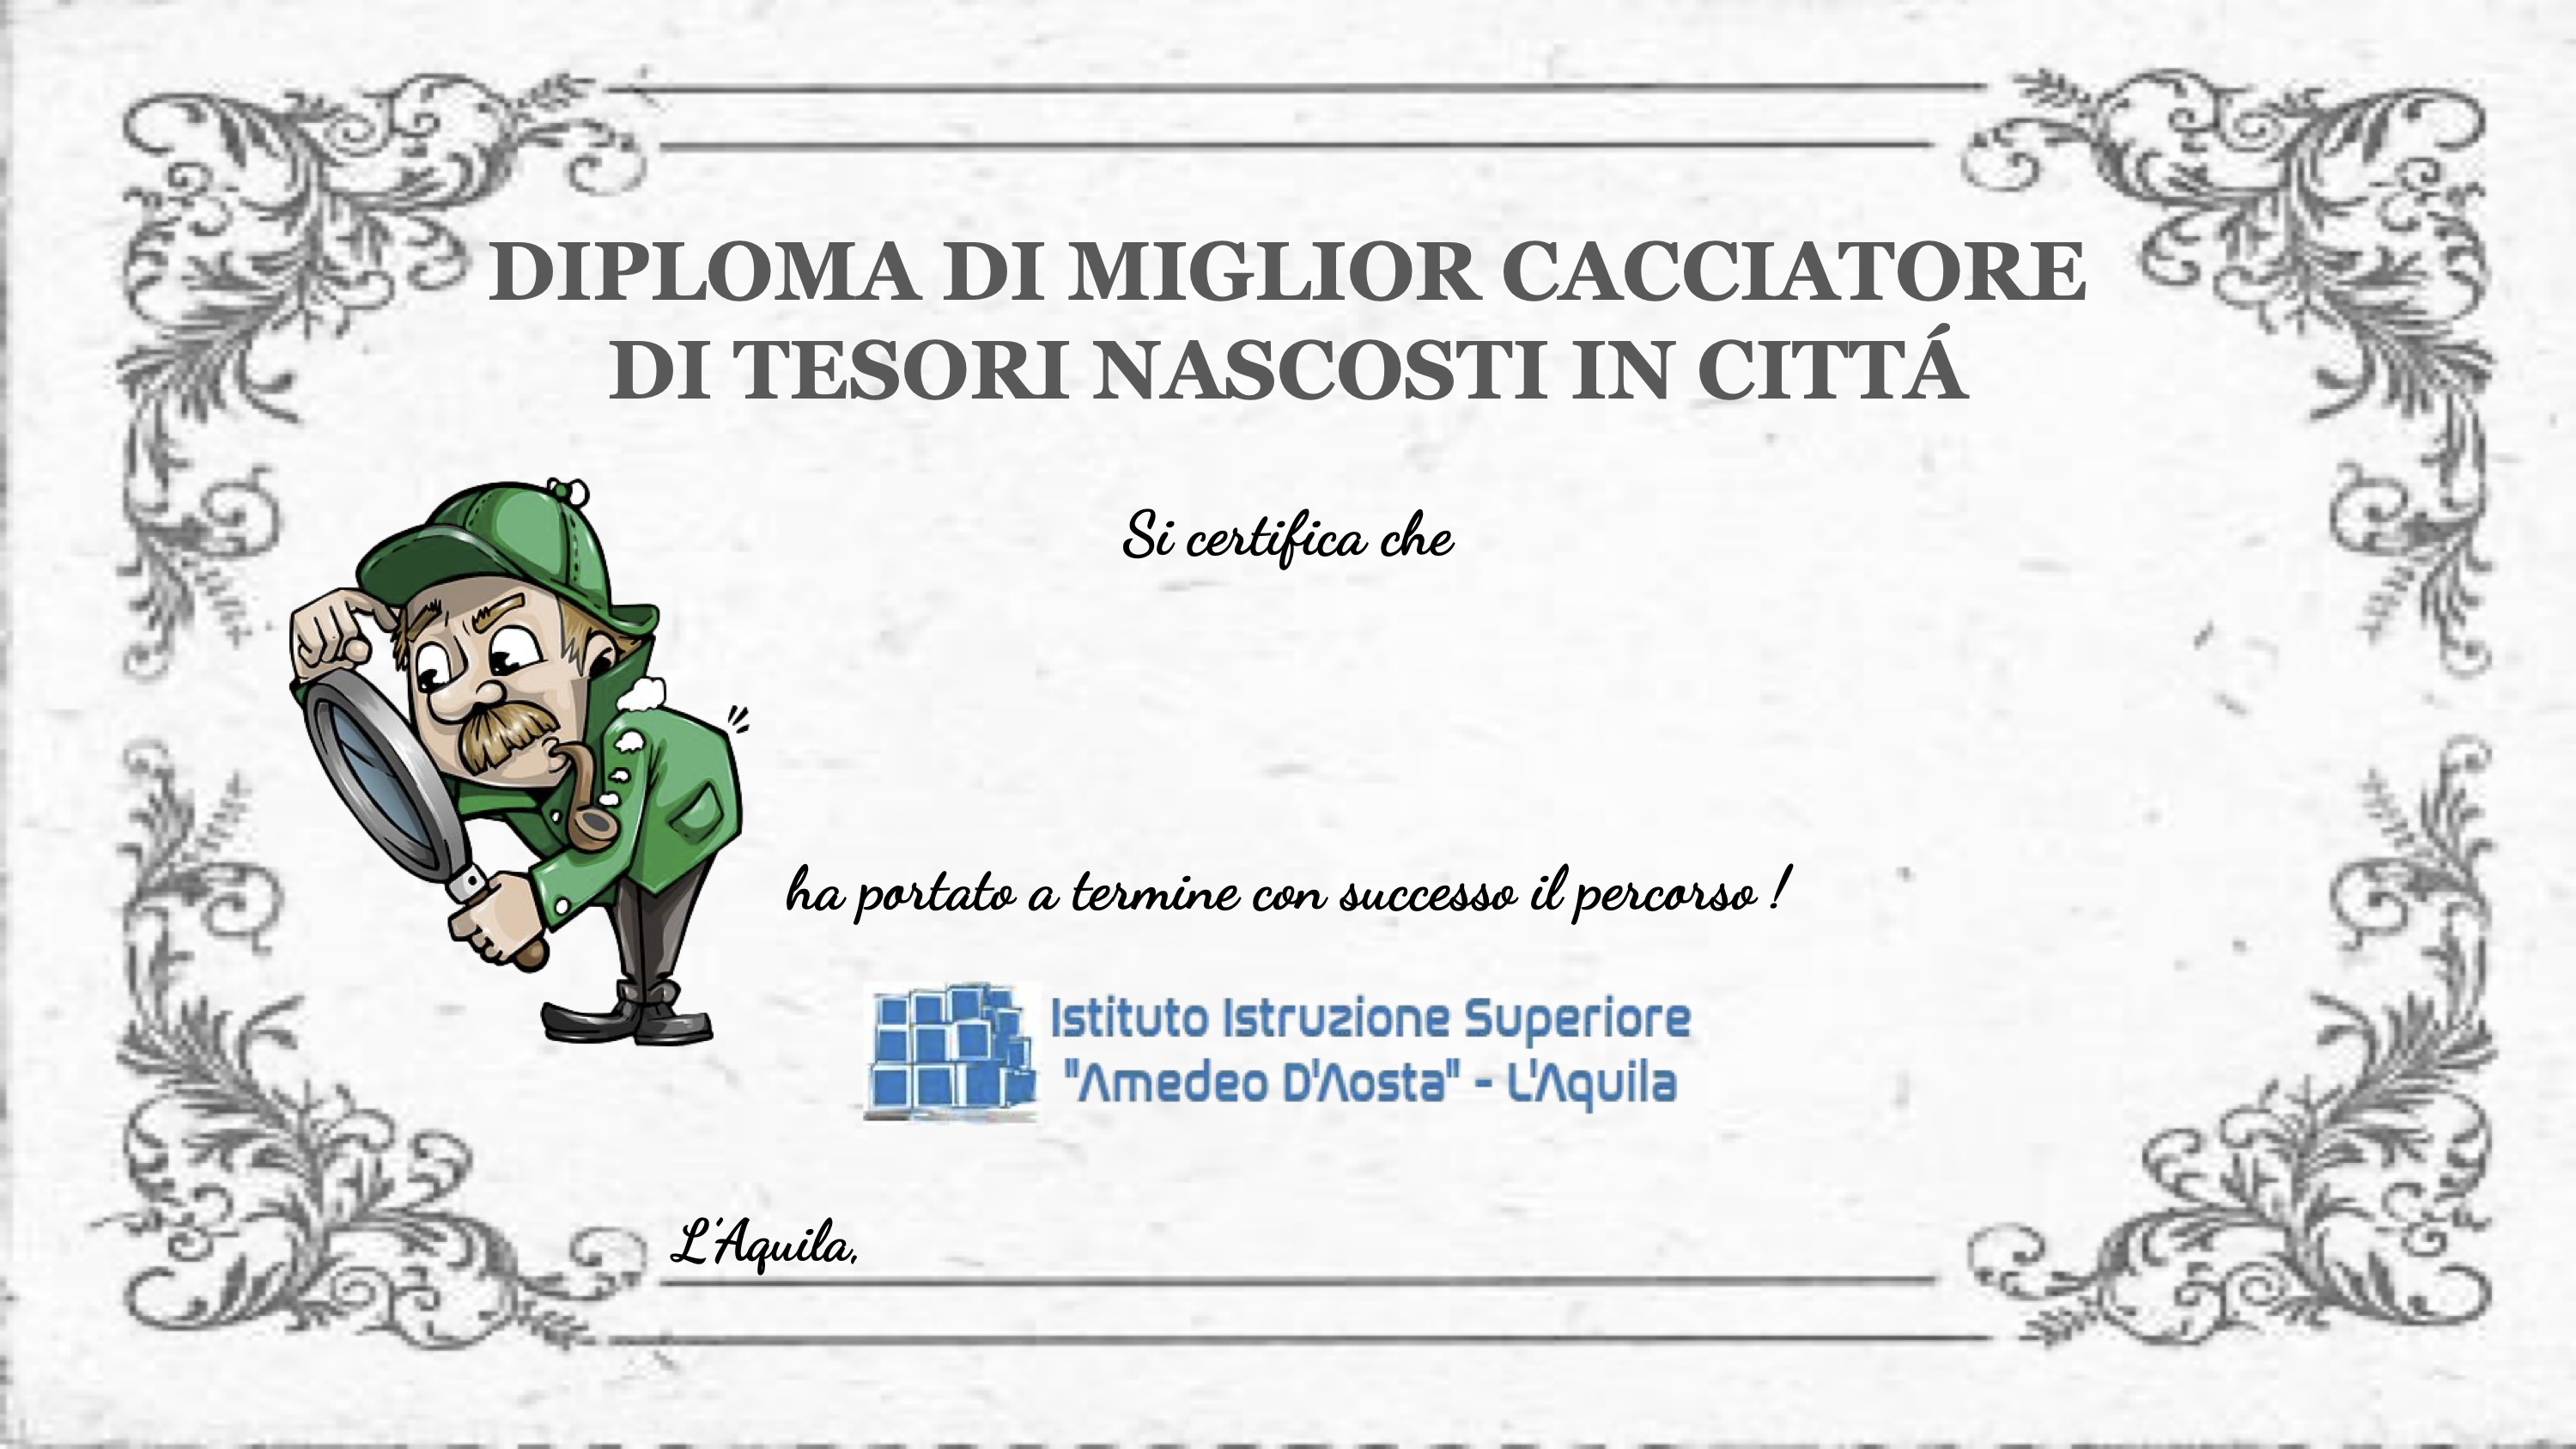 DIPLOMA DI MIGLIOR CACCIATORE
DI TESORI NASCOSTI IN CITTÁ
Si certifica che
ha portato a termine con successo il percorso !
Istituto Istruzione Superiore
"Amedeo D'Aosta" - L'Aquila
L'Aquila,